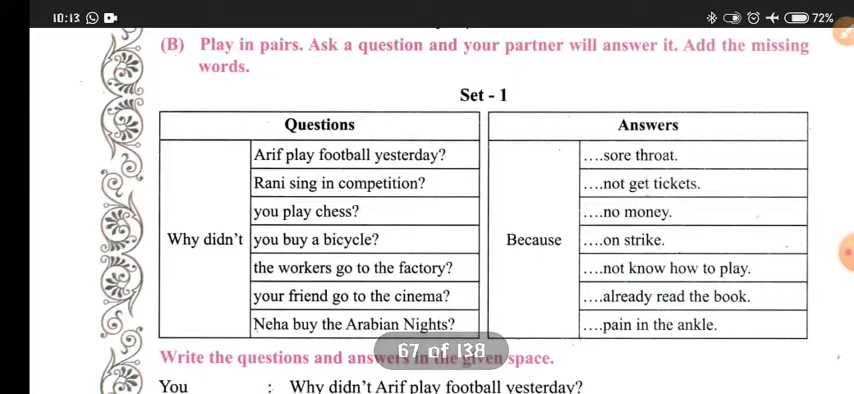 10:13
72%
(B) Play in pairs. Ask a question and your partner will answer it. Add the missing
words.
Set - 1
Questions
Answers
Why didn't
Arif play football yesterday?
Rani sing in competition?
you play chess?
you buy a bicycle?
the workers go to the factory?
your friend go to the cinema?
Neha buy the Arabian Nights?
Because
....sore throat.
....not get tickets.
....no money.
....on strike.
....not know how to play.
....already read the book.
....pain in the ankle.
67 of 138
Write the questions and answers in the given space.
You : Why didn't Arif play football yesterday?